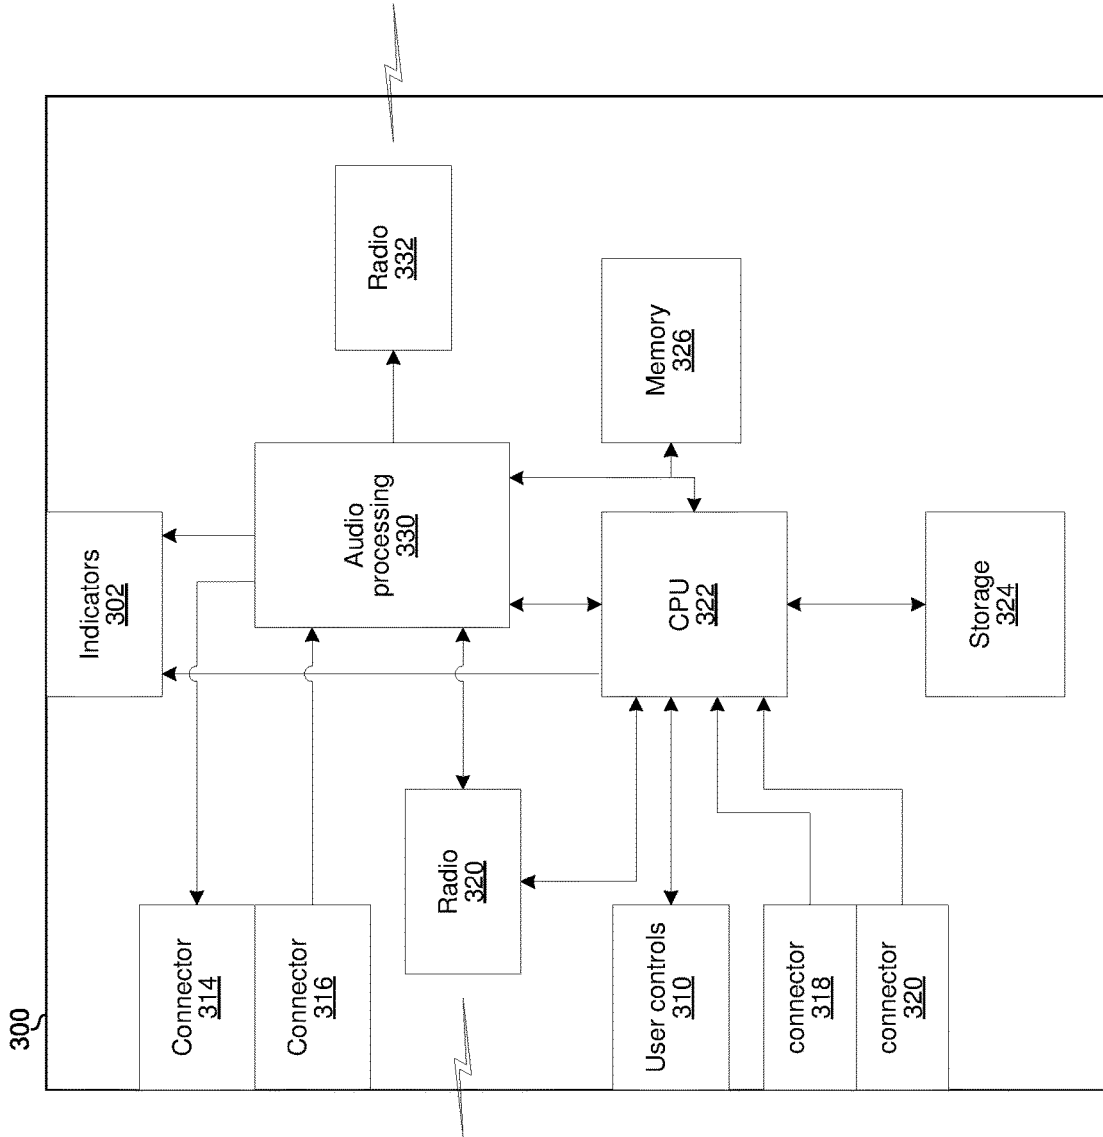 300
Connector
314
Connector
316
Radio
320
User controls
310
connector
318
connector
320
Indicators
302
Audio
processing
330
CPU
322
Storage
324
Radio
332
Memory
326